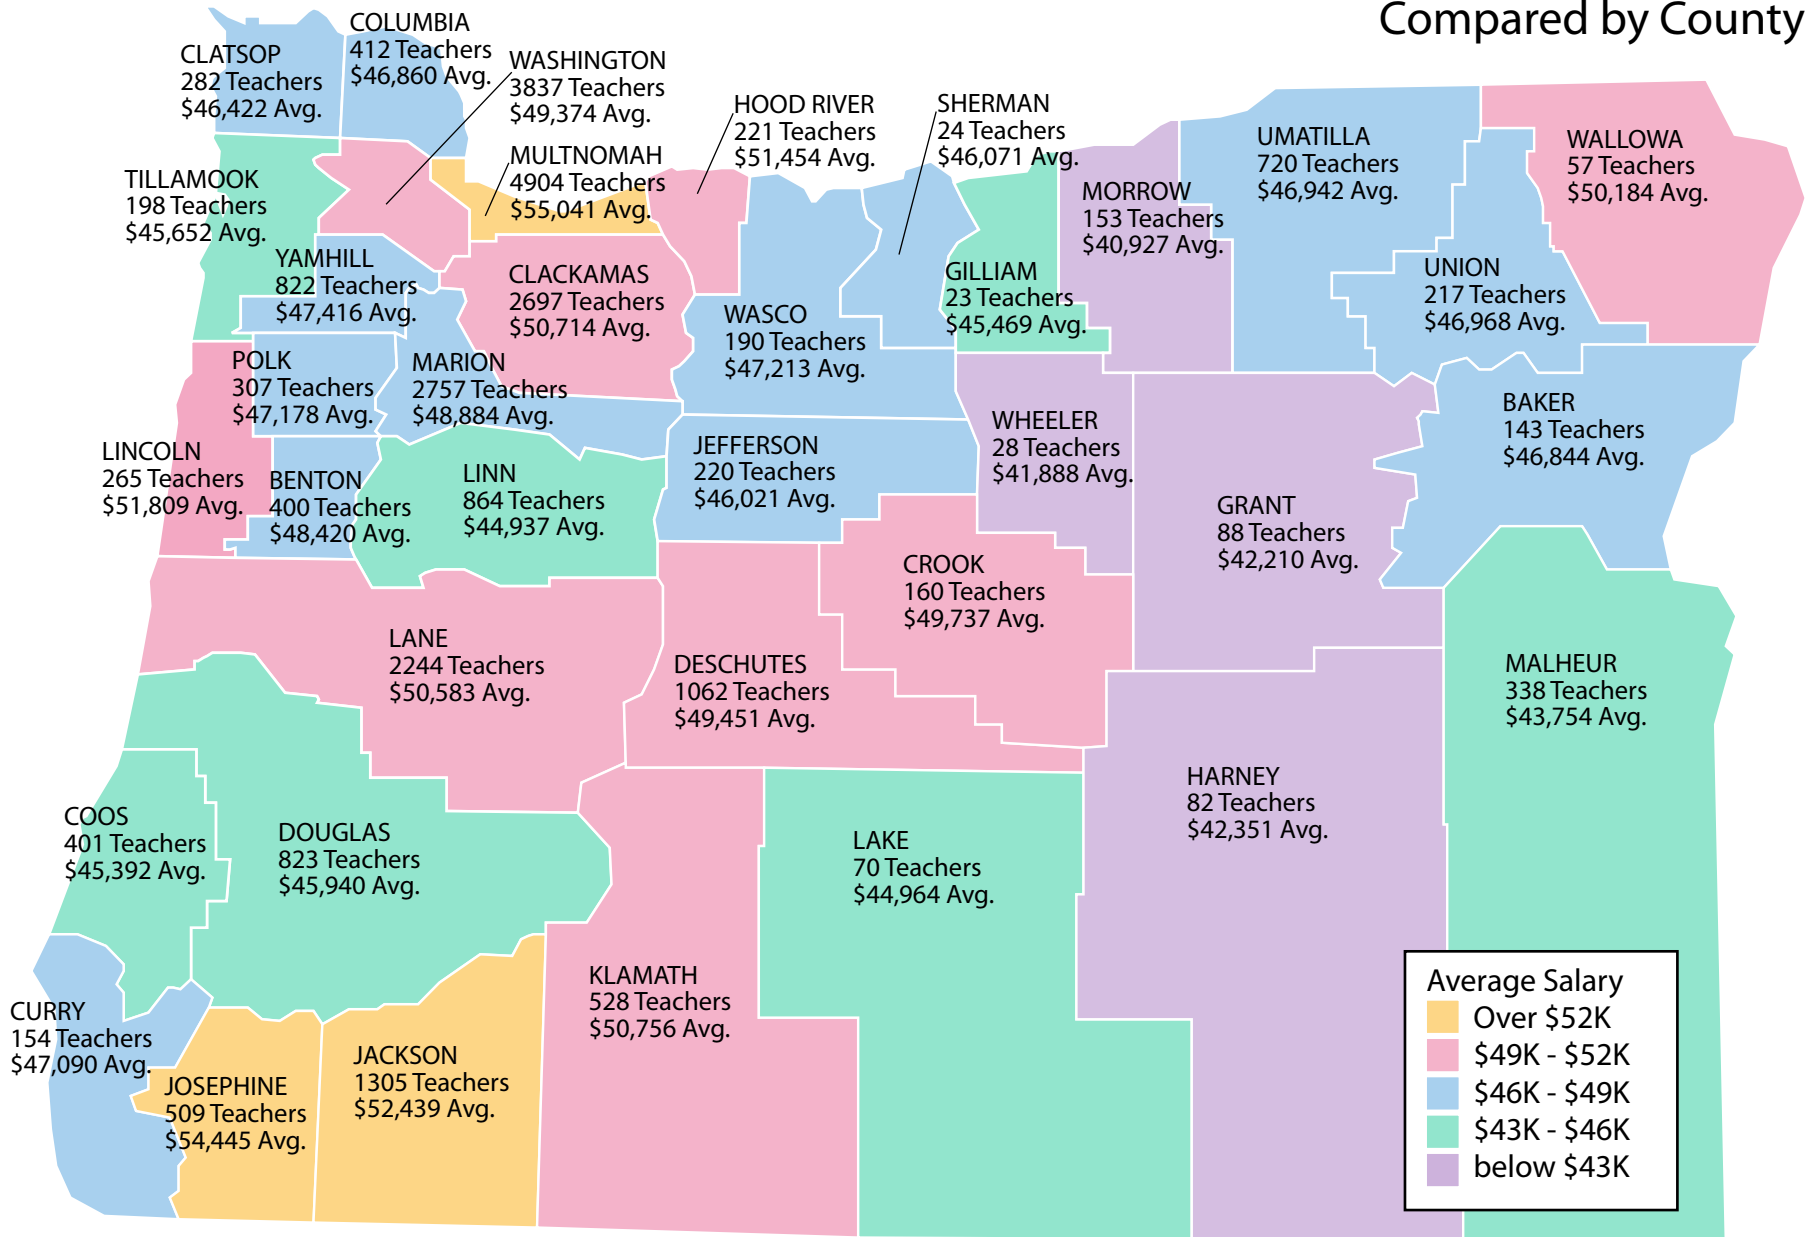 Compared by County
COLUMBIA
412 Teachers
$46,860 Avg.
CLATSOP
282 Teachers
$46,422 Avg.
WASHINGTON
3837 Teachers
$49,374 Avg.
HOOD RIVER
221 Teachers
$51,454 Avg.
SHERMAN
24 Teachers
$46,071 Avg.
MULTNOMAH
4904 Teachers
$55,041 Avg.
UMATILLA
720 Teachers
$46,942 Avg.
WALLOWA
57 Teachers
$50,184 Avg.
TILLAMOOK
198 Teachers
$45,652 Avg.
MORROW
153 Teachers
$40,927 Avg.
YAMHILL
822 Teachers
$47,416 Avg.
CLACKAMAS
2697 Teachers
$50,714 Avg.
GILLIAM
23 Teachers
$45,469 Avg.
UNION
217 Teachers
$46,968 Avg.
WASCO
190 Teachers
$47,213 Avg.
POLK
307 Teachers
$47,178 Avg.
MARION
2757 Teachers
$48,884 Avg.
BAKER
143 Teachers
$46,844 Avg.
WHEELER
28 Teachers
$41,888 Avg.
JEFFERSON
220 Teachers
$46,021 Avg.
LINCOLN
265 Teachers
$51,809 Avg.
BENTON
400 Teachers
$48,420 Avg.
LINN
864 Teachers
$44,937 Avg.
GRANT
88 Teachers
$42,210 Avg.
CROOK
160 Teachers
$49,737 Avg.
LANE
2244 Teachers
$50,583 Avg.
DESCHUTES
1062 Teachers
$49,451 Avg.
MALHEUR
338 Teachers
$43,754 Avg.
HARNEY
82 Teachers
$42,351 Avg.
COOS
401 Teachers
$45,392 Avg.
DOUGLAS
823 Teachers
$45,940 Avg.
LAKE
70 Teachers
$44,964 Avg.
KLAMATH
528 Teachers
$50,756 Avg.
CURRY
154 Teachers
$47,090 Avg.
JACKSON
1305 Teachers
$52,439 Avg.
JOSEPHINE
509 Teachers
$54,445 Avg.
Average Salary
Over $52K
$49K - $52K
$46K - $49K
$43K - $46K
below $43K